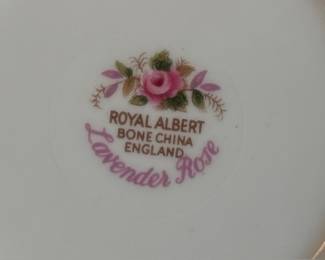 ROYAL ALBERT
BONE CHINA
ENGLAND
Lavender Rose